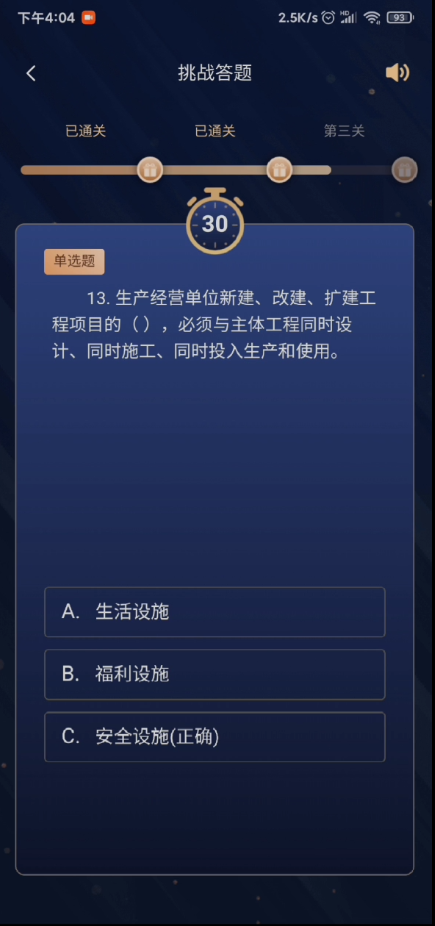 下午4:04 2.5K/s HD 93
挑战答题
已通关 已通关 第三关
30
单选题
13. 生产经营单位新建、改建、扩建工
程项目的（ ），必须与主体工程同时设
计、同时施工、同时投入生产和使用。
A. 生活设施
B. 福利设施
C. 安全设施(正确)